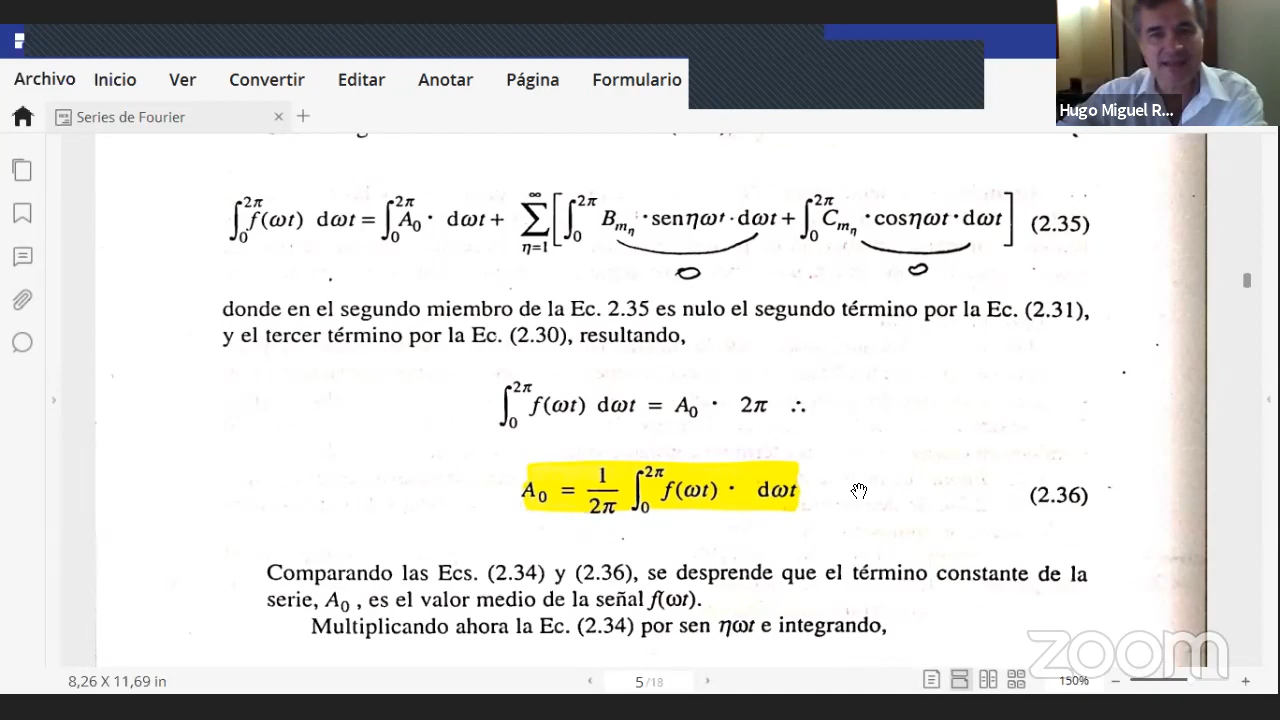 Archivo Inicio Ver Convertir Editar Anotar Página Formulario
Hugo Miguel R...
Series de Fourier
∫₀^2π f(ωt) dωt = ∫₀^2π A₀ · dωt + ∑_{η=1}^∞ [ ∫₀^2π B_{mη} · senηωt · dωt + ∫₀^2π C_{mη} · cosηωt · dωt ] (2.35)
0 0
donde en el segundo miembro de la Ec. 2.35 es nulo el segundo término por la Ec. (2.31),
y el tercer término por la Ec. (2.30), resultando,
∫₀^2π f(ωt) dωt = A₀ · 2π ∴
A₀ = 1/2π ∫₀^2π f(ωt) · dωt (2.36)
Comparando las Ecs. (2.34) y (2.36), se desprende que el término constante de la
serie, A₀ , es el valor medio de la señal f(ωt).
Multiplicando ahora la Ec. (2.34) por sen ηωt e integrando,
zoom
8,26 X 11,69 in
5 /18
150%